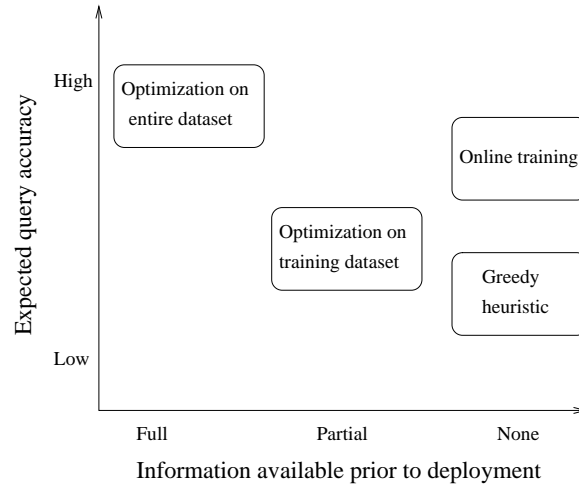 Expected query accuracy
High
Low
Optimization on
entire dataset
Optimization on
training dataset
Online training
Greedy
heuristic
Full
Partial
None
Information available prior to deployment